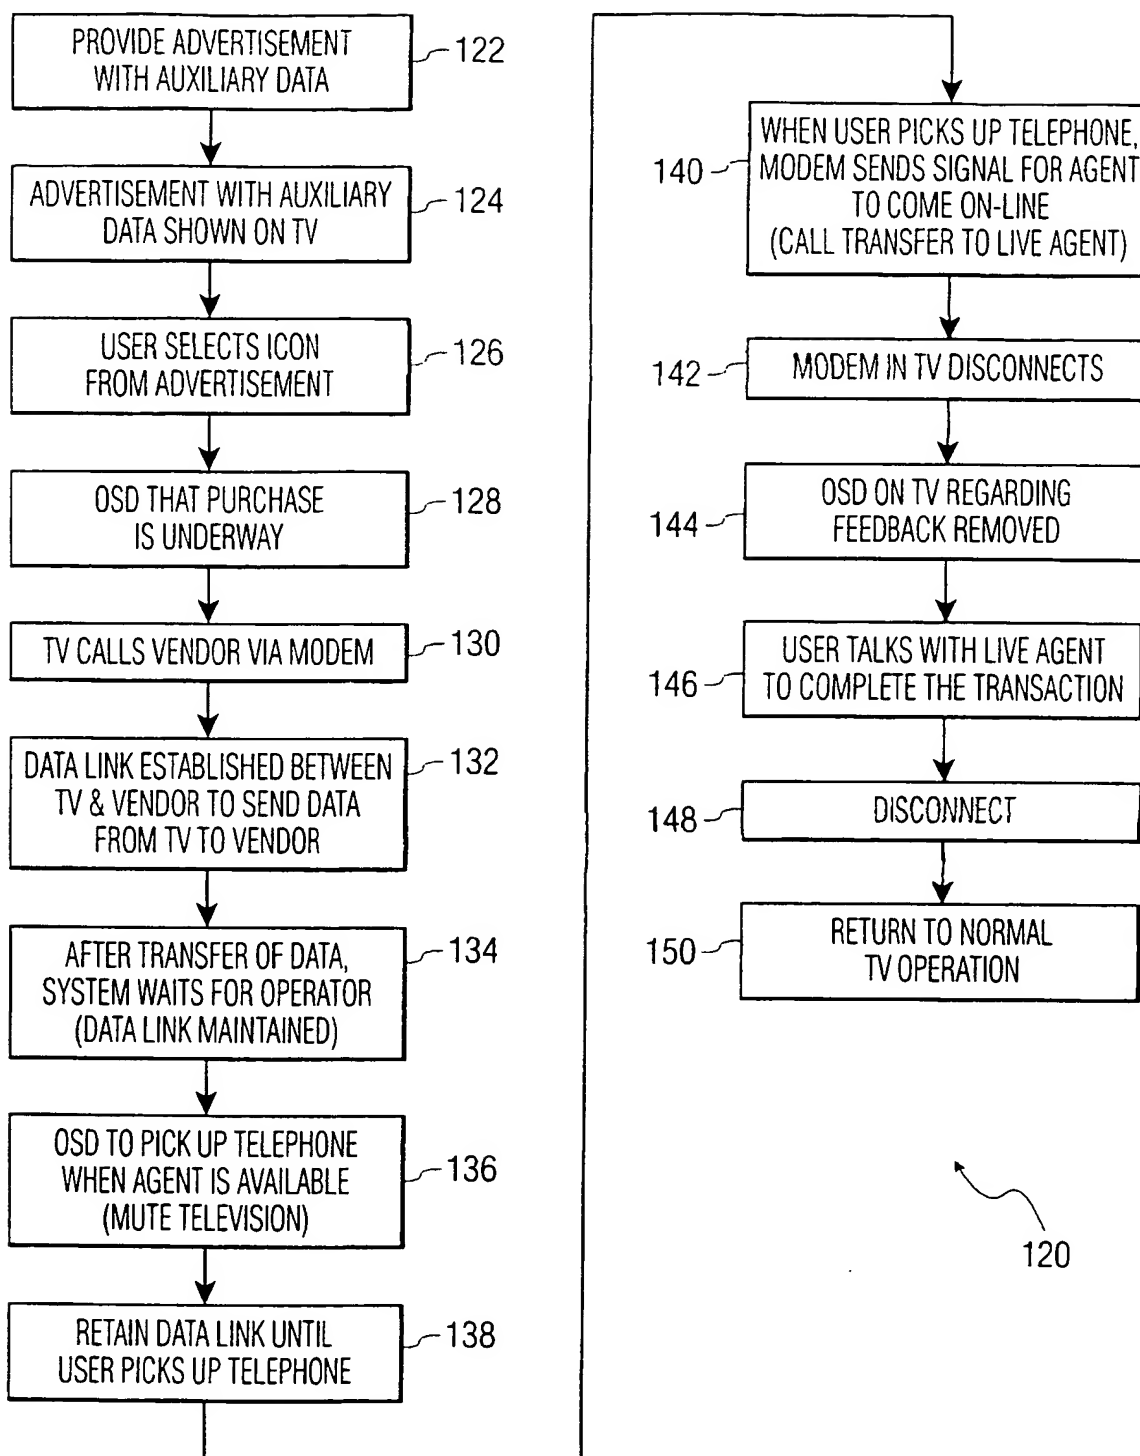 PROVIDE ADVERTISEMENT
WITH AUXILIARY DATA
122
ADVERTISEMENT WITH AUXILIARY
DATA SHOWN ON TV
124
USER SELECTS ICON
FROM ADVERTISEMENT
126
OSD THAT PURCHASE
IS UNDERWAY
128
TV CALLS VENDOR VIA MODEM
130
DATA LINK ESTABLISHED BETWEEN
TV & VENDOR TO SEND DATA
FROM TV TO VENDOR
132
AFTER TRANSFER OF DATA,
SYSTEM WAITS FOR OPERATOR
(DATA LINK MAINTAINED)
134
OSD TO PICK UP TELEPHONE
WHEN AGENT IS AVAILABLE
(MUTE TELEVISION)
136
RETAIN DATA LINK UNTIL
USER PICKS UP TELEPHONE
138
WHEN USER PICKS UP TELEPHONE,
MODEM SENDS SIGNAL FOR AGENT
TO COME ON-LINE
(CALL TRANSFER TO LIVE AGENT)
140
MODEM IN TV DISCONNECTS
142
OSD ON TV REGARDING
FEEDBACK REMOVED
144
USER TALKS WITH LIVE AGENT
TO COMPLETE THE TRANSACTION
146
DISCONNECT
148
RETURN TO NORMAL
TV OPERATION
150
120